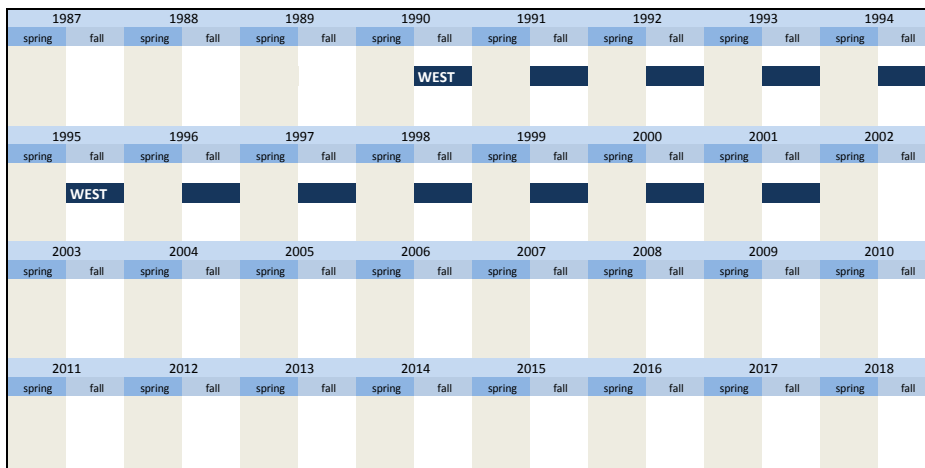 1987 1988 1989 1990 1991 1992 1993 1994
spring fall spring fall spring fall spring fall spring fall spring fall spring fall spring fall
WEST
1995 1996 1997 1998 1999 2000 2001 2002
spring fall spring fall spring fall spring fall spring fall spring fall spring fall spring fall
WEST
2003 2004 2005 2006 2007 2008 2009 2010
spring fall spring fall spring fall spring fall spring fall spring fall spring fall spring fall
2011 2012 2013 2014 2015 2016 2017 2018
spring fall spring fall spring fall spring fall spring fall spring fall spring fall spring fall